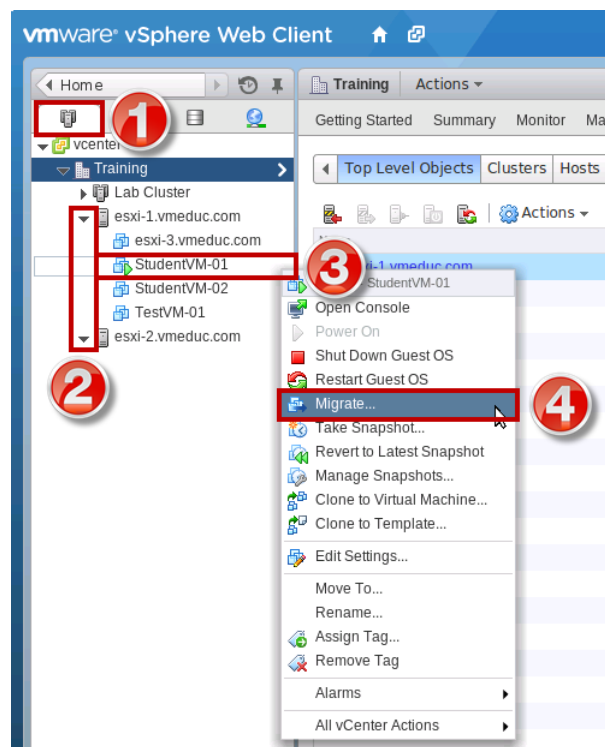 vmware® vSphere Web Client
Home
Training Actions
1
Getting Started Summary Monitor Ma
vcenter
Training
Top Level Objects Clusters Hosts
Lab Cluster
esxi-1.vmeduc.com
Actions
esxi-3.vmeduc.com
StudentVM-01
3
-1.vmeduc.com
StudentVM-01
StudentVM-02
Open Console
TestVM-01
Power On
esxi-2.vmeduc.com
Shut Down Guest OS
2
Restart Guest OS
Migrate...
4
Take Snapshot...
Revert to Latest Snapshot
Manage Snapshots...
Clone to Virtual Machine...
Clone to Template...
Edit Settings...
Move To...
Rename...
Assign Tag...
Remove Tag
Alarms
All vCenter Actions